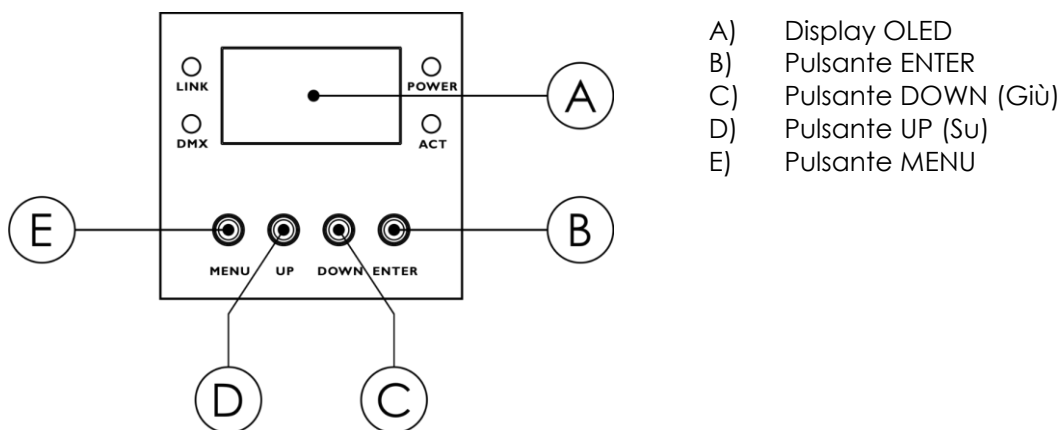 LINK
POWER
A
DMX
ACT
E
B
MENU UP DOWN ENTER
D
C
A) Display OLED
B) Pulsante ENTER
C) Pulsante DOWN (Giù)
D) Pulsante UP (Su)
E) Pulsante MENU